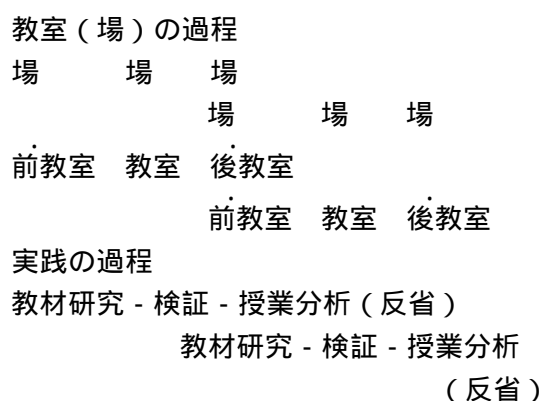 教室(場)の過程
場 場 場
場 場 場
前教室 教室 後教室
前教室 教室 後教室
実践の過程
教材研究-検証-授業分析(反省)
教材研究-検証-授業分析
(反省)